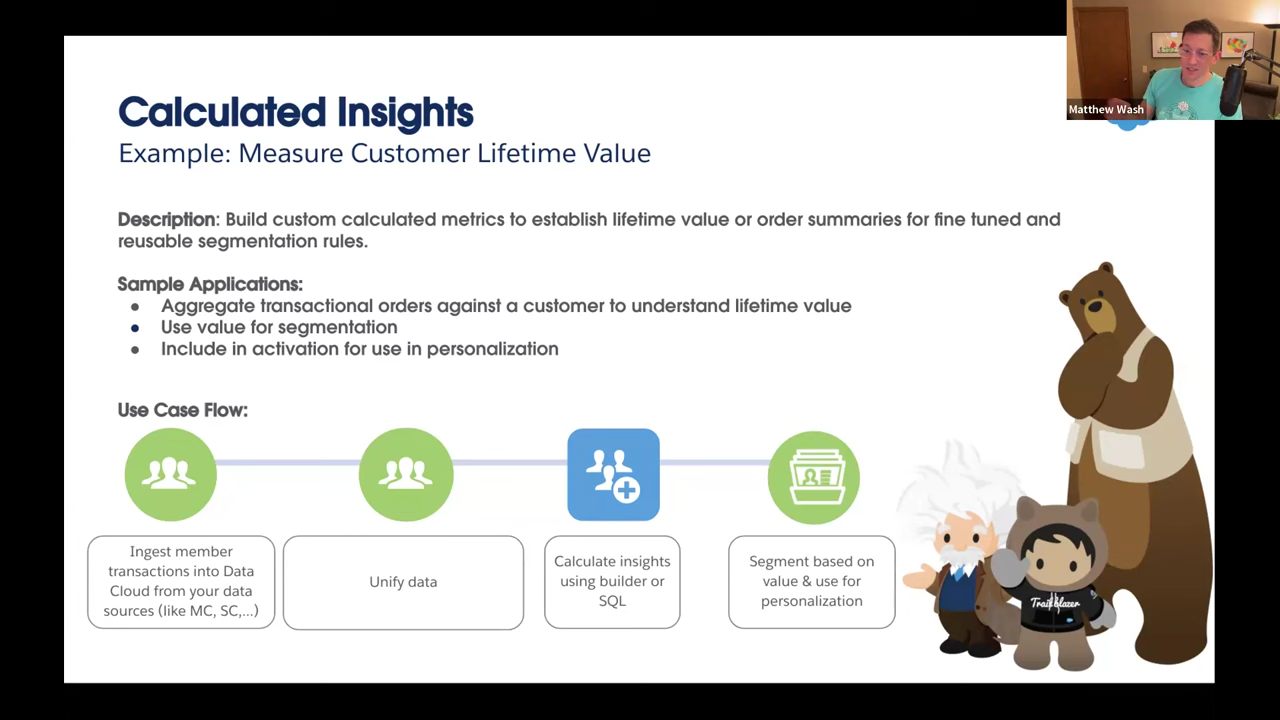 Matthew Wash
Calculated Insights
Example: Measure Customer Lifetime Value
Description: Build custom calculated metrics to establish lifetime value or order summaries for fine tuned and
reusable segmentation rules.
Sample Applications:
● Aggregate transactional orders against a customer to understand lifetime value
● Use value for segmentation
● Include in activation for use in personalization
Use Case Flow:
Ingest member
transactions into Data
Cloud from your data
sources (like MC, SC,...)
Unify data
Calculate insights
using builder or
SQL
Segment based on
value & use for
personalization
Trailblazer